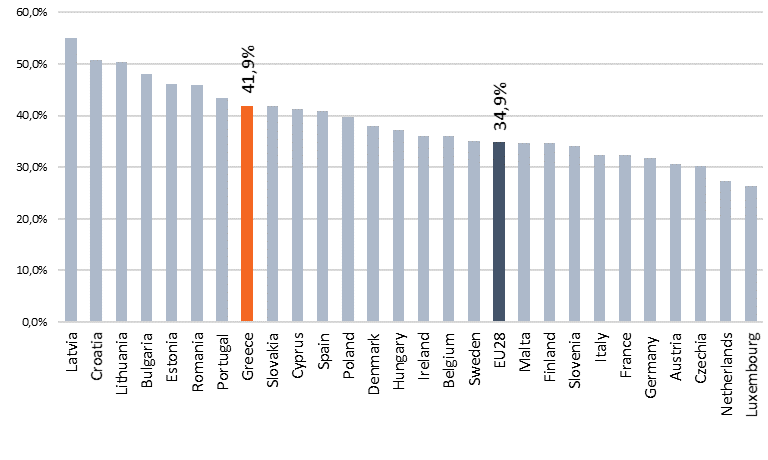 60,0%
50,0%
40,0%
30,0%
20,0%
10,0%
0,0%
41,9%
34,9%
Latvia
Croatia
Lithuania
Bulgaria
Estonia
Romania
Portugal
Greece
Slovakia
Cyprus
Spain
Poland
Denmark
Hungary
Ireland
Belgium
Sweden
EU28
Malta
Finland
Slovenia
Italy
France
Germany
Austria
Czechia
Netherlands
Luxembourg